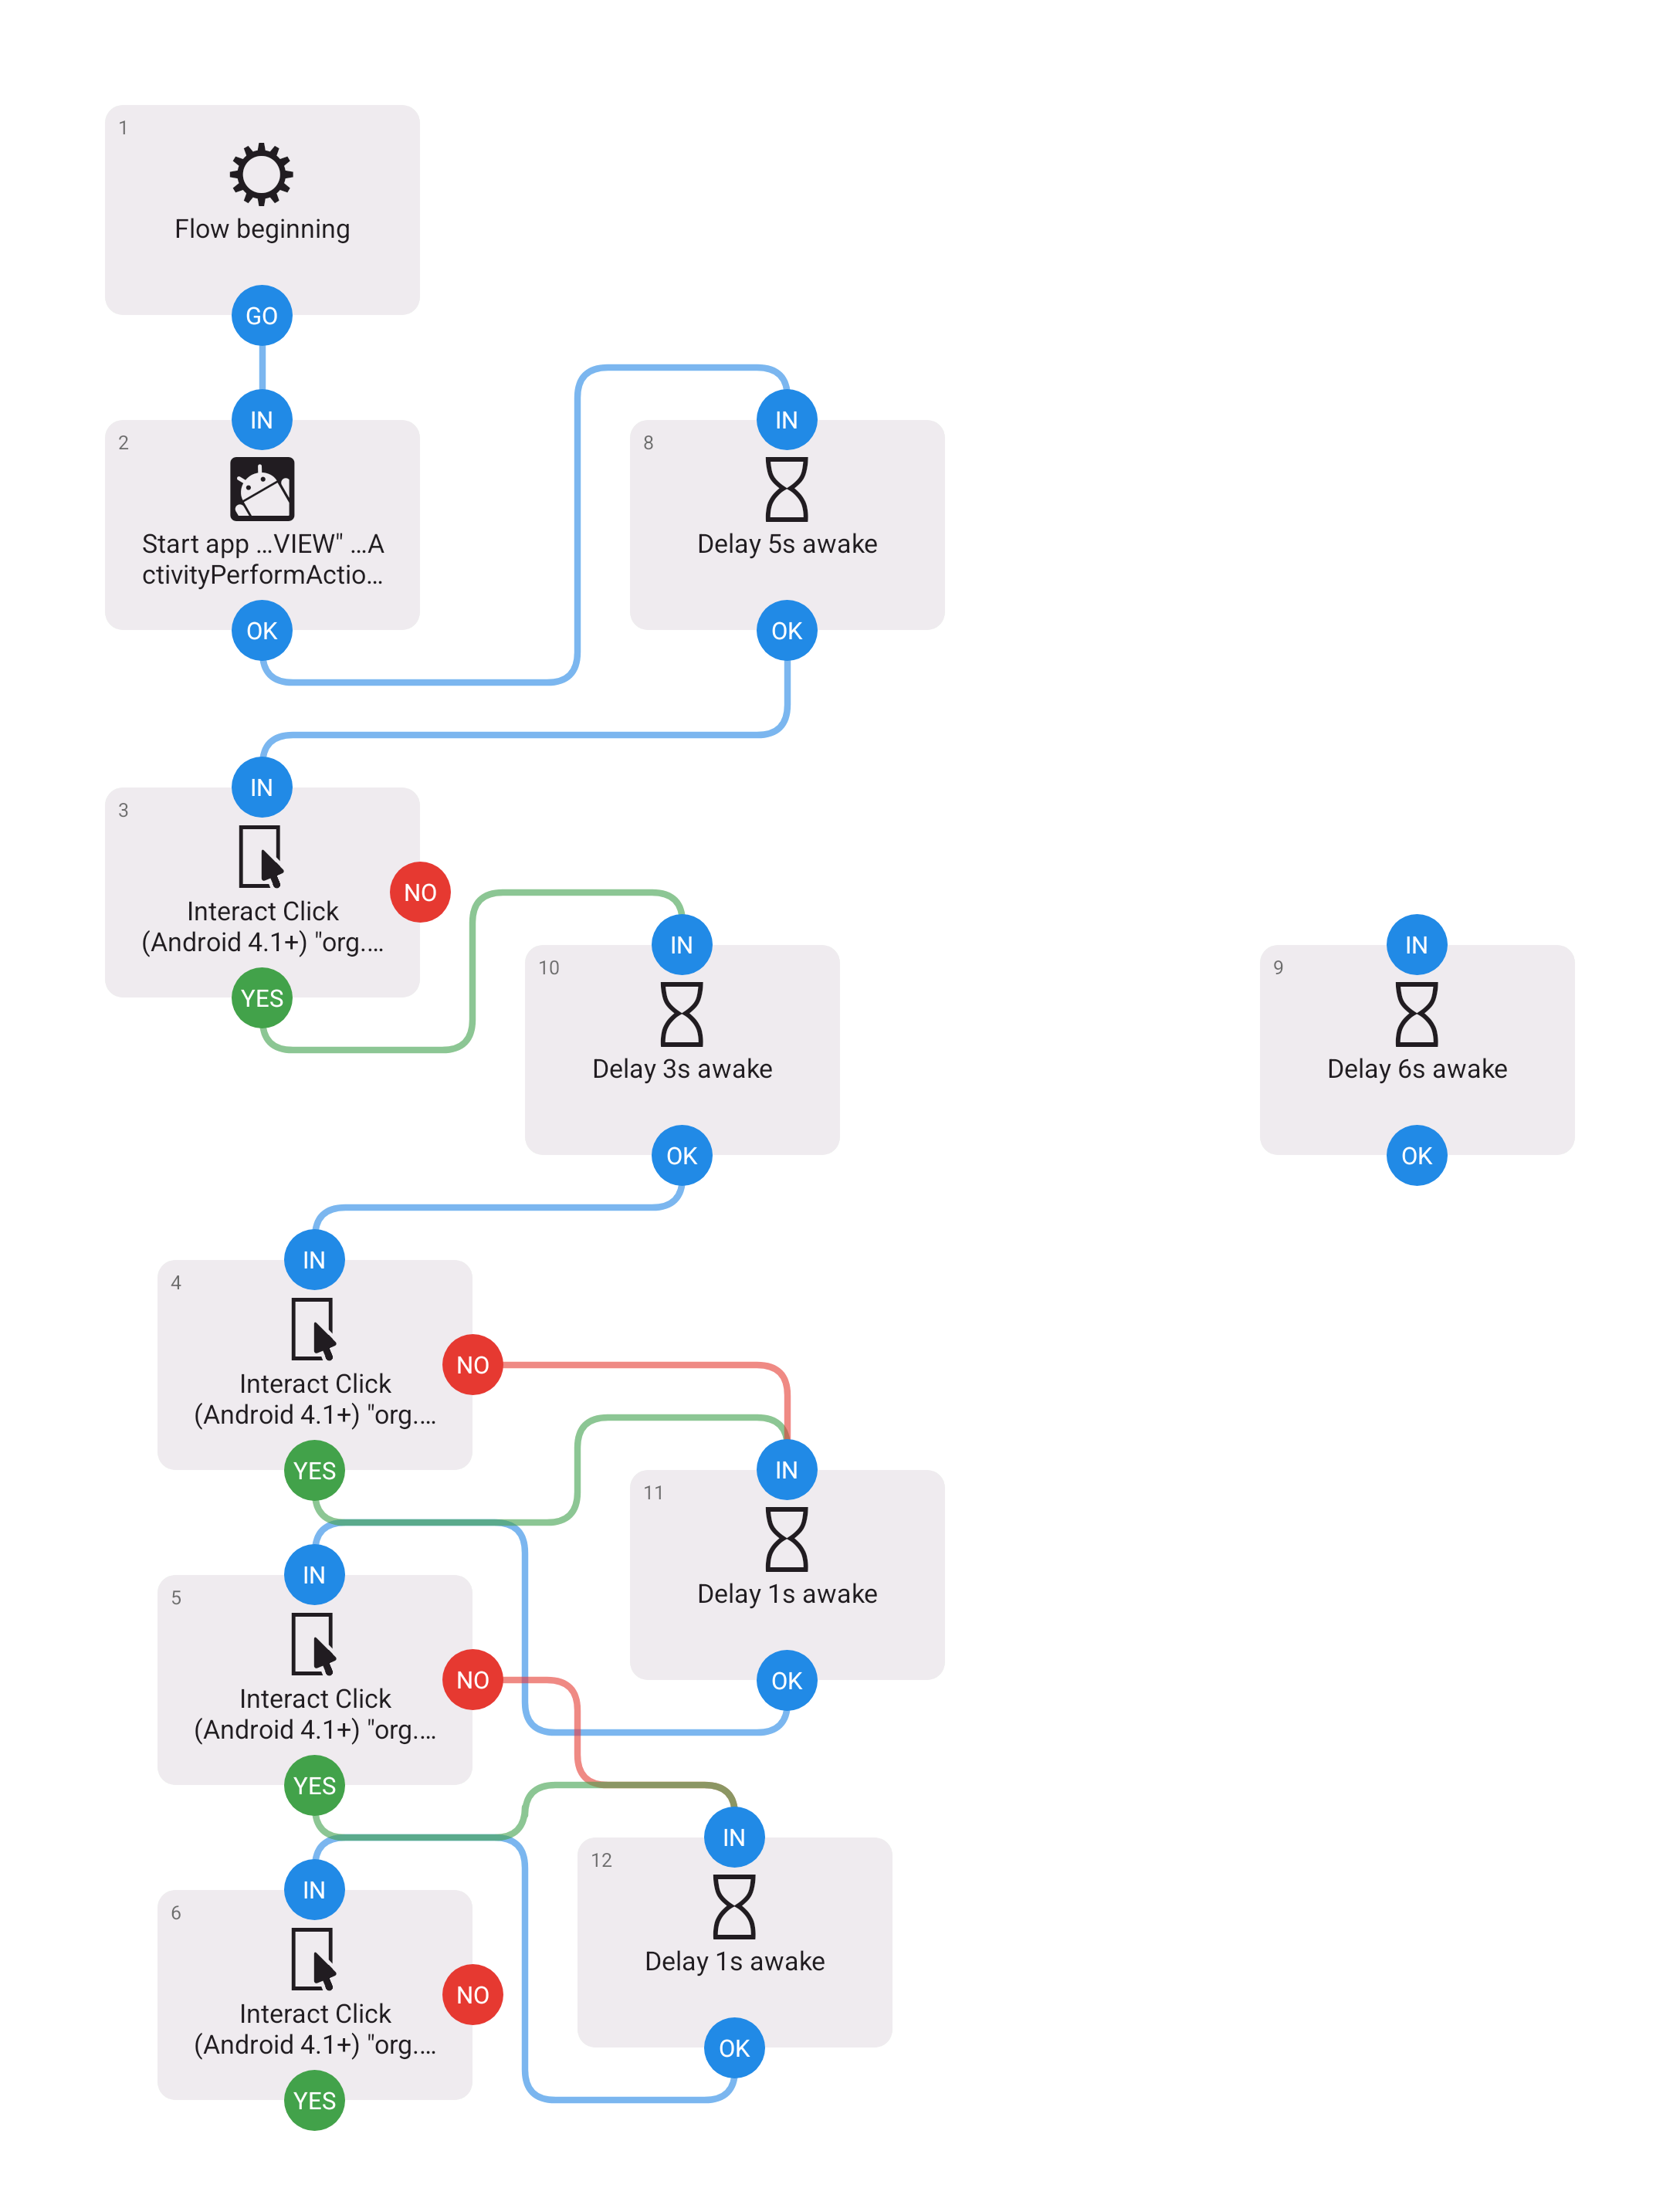 1
Flow beginning
GO
IN
2
Start app …VIEW" …A
ctivityPerformActio…
OK
IN
8
Delay 5s awake
OK
IN
3
Interact Click
(Android 4.1+) "org.…
NO
YES
IN
10
Delay 3s awake
OK
IN
9
Delay 6s awake
OK
IN
4
Interact Click
(Android 4.1+) "org.…
NO
YES
IN
11
Delay 1s awake
OK
IN
5
Interact Click
(Android 4.1+) "org.…
NO
YES
IN
12
Delay 1s awake
OK
IN
6
Interact Click
(Android 4.1+) "org.…
NO
YES